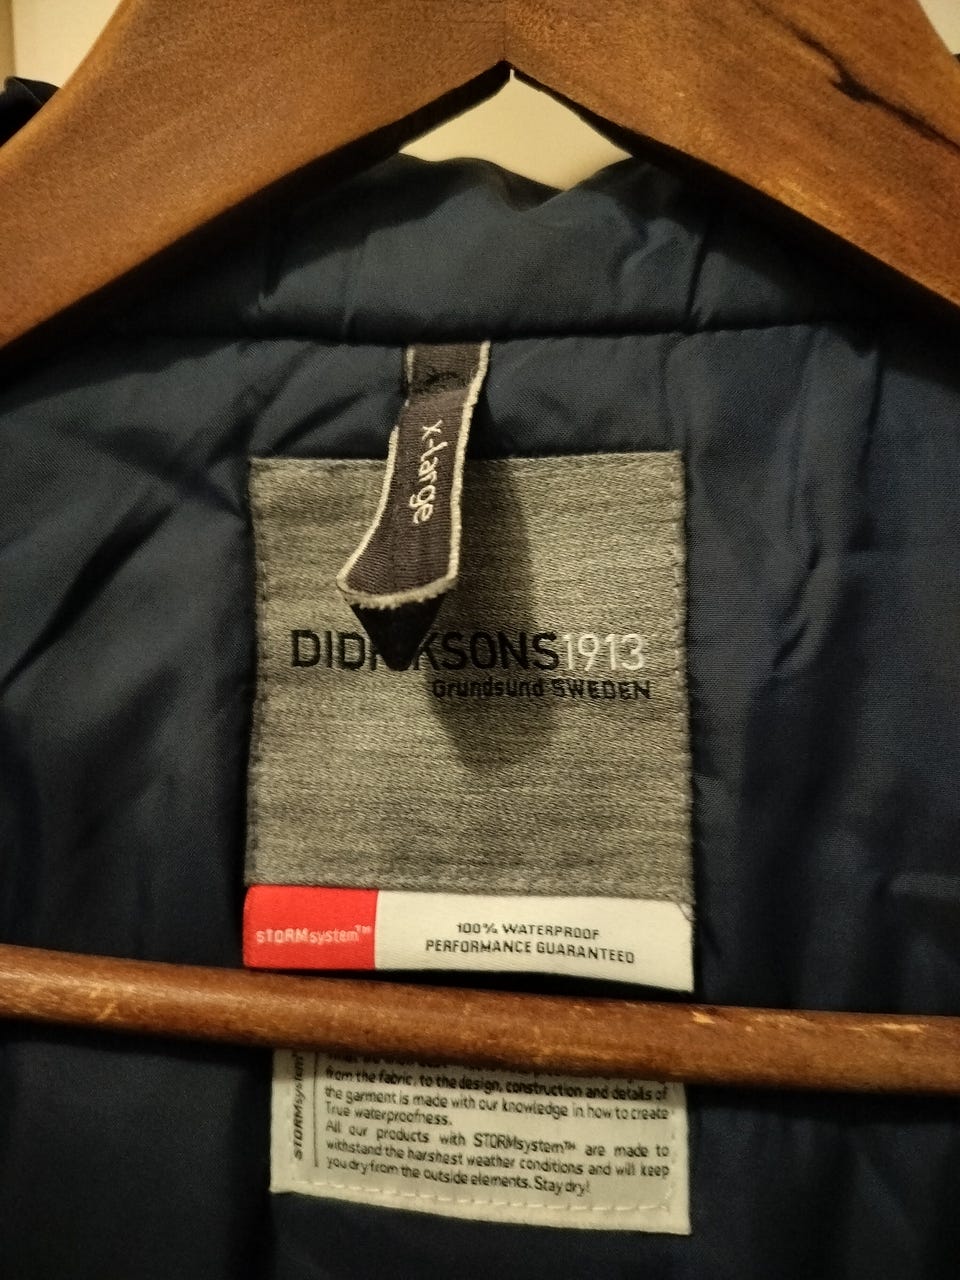 x-Large
DIDRIKSONS1913
Grundsund SWEDEN
STORMsystem™
100% WATERPROOF
PERFORMANCE GUARANTEED
STORMsystem™
from the fabric, to the design, construction and details of
the garment is made with our knowledge in how to create
True waterproofness.
All our products with STORMsystem™ are made to
withstand the harshest weather conditions and will keep
you dry from the outside elements. Stay dry!